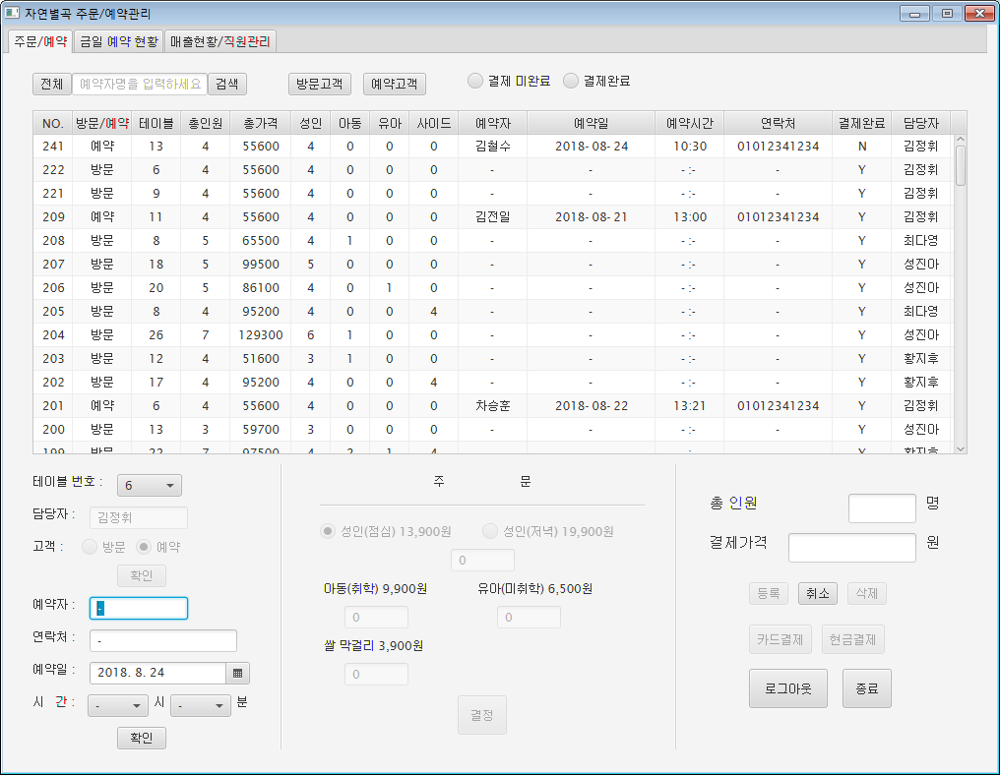 자연별곡 주문/예약관리
주문/예약 금일 예약 현황 매출현황/직원관리
전체 예약자명을 입력하세요 검색 방문고객 예약고객 결제 미완료 결제완료
NO. 방문/예약 테이블 총인원 총가격 성인 아동 유아 사이드 예약자 예약일 예약시간 연락처 결제완료 담당자
241 예약 13 4 55600 4 0 0 0 김철수 2018-08-24 10:30 01012341234 N 김정휘
222 방문 6 4 55600 4 0 0 0 - - -:- - Y 김정휘
221 방문 9 4 55600 4 0 0 0 - - -:- - Y 김정휘
209 예약 11 4 55600 4 0 0 0 김전일 2018-08-21 13:00 01012341234 Y 김정휘
208 방문 8 5 65500 4 1 0 0 - - -:- - Y 최다영
207 방문 18 5 99500 5 0 0 0 - - -:- - Y 성진아
206 방문 20 5 86100 4 0 1 0 - - -:- - Y 성진아
205 방문 8 4 95200 4 0 0 4 - - -:- - Y 최다영
204 방문 26 7 129300 6 1 0 0 - - -:- - Y 성진아
203 방문 12 4 51600 3 1 0 0 - - -:- - Y 황지후
202 방문 17 4 95200 4 0 0 4 - - -:- - Y 황지후
201 예약 6 4 55600 4 0 0 0 차승훈 2018-08-22 13:21 01012341234 Y 김정휘
200 방문 13 3 59700 3 0 0 0 - - -:- - Y 성진아
199 방문 22 7 97500 4 2 1 4 - - -:- - Y 황지후
테이블 번호 : 6
담당자 : 김정휘
고객 : 방문 예약
확인
예약자 : -
연락처 : -
예약일 : 2018. 8. 24
시 간 : - 시 - 분
확인
주 문
성인(점심) 13,900원 성인(저녁) 19,900원
0
아동(취학) 9,900원 유아(미취학) 6,500원
0 0
쌀 막걸리 3,900원
0
결정
총 인원 명
결제가격 원
등록 취소 삭제
카드결제 현금결제
로그아웃 종료